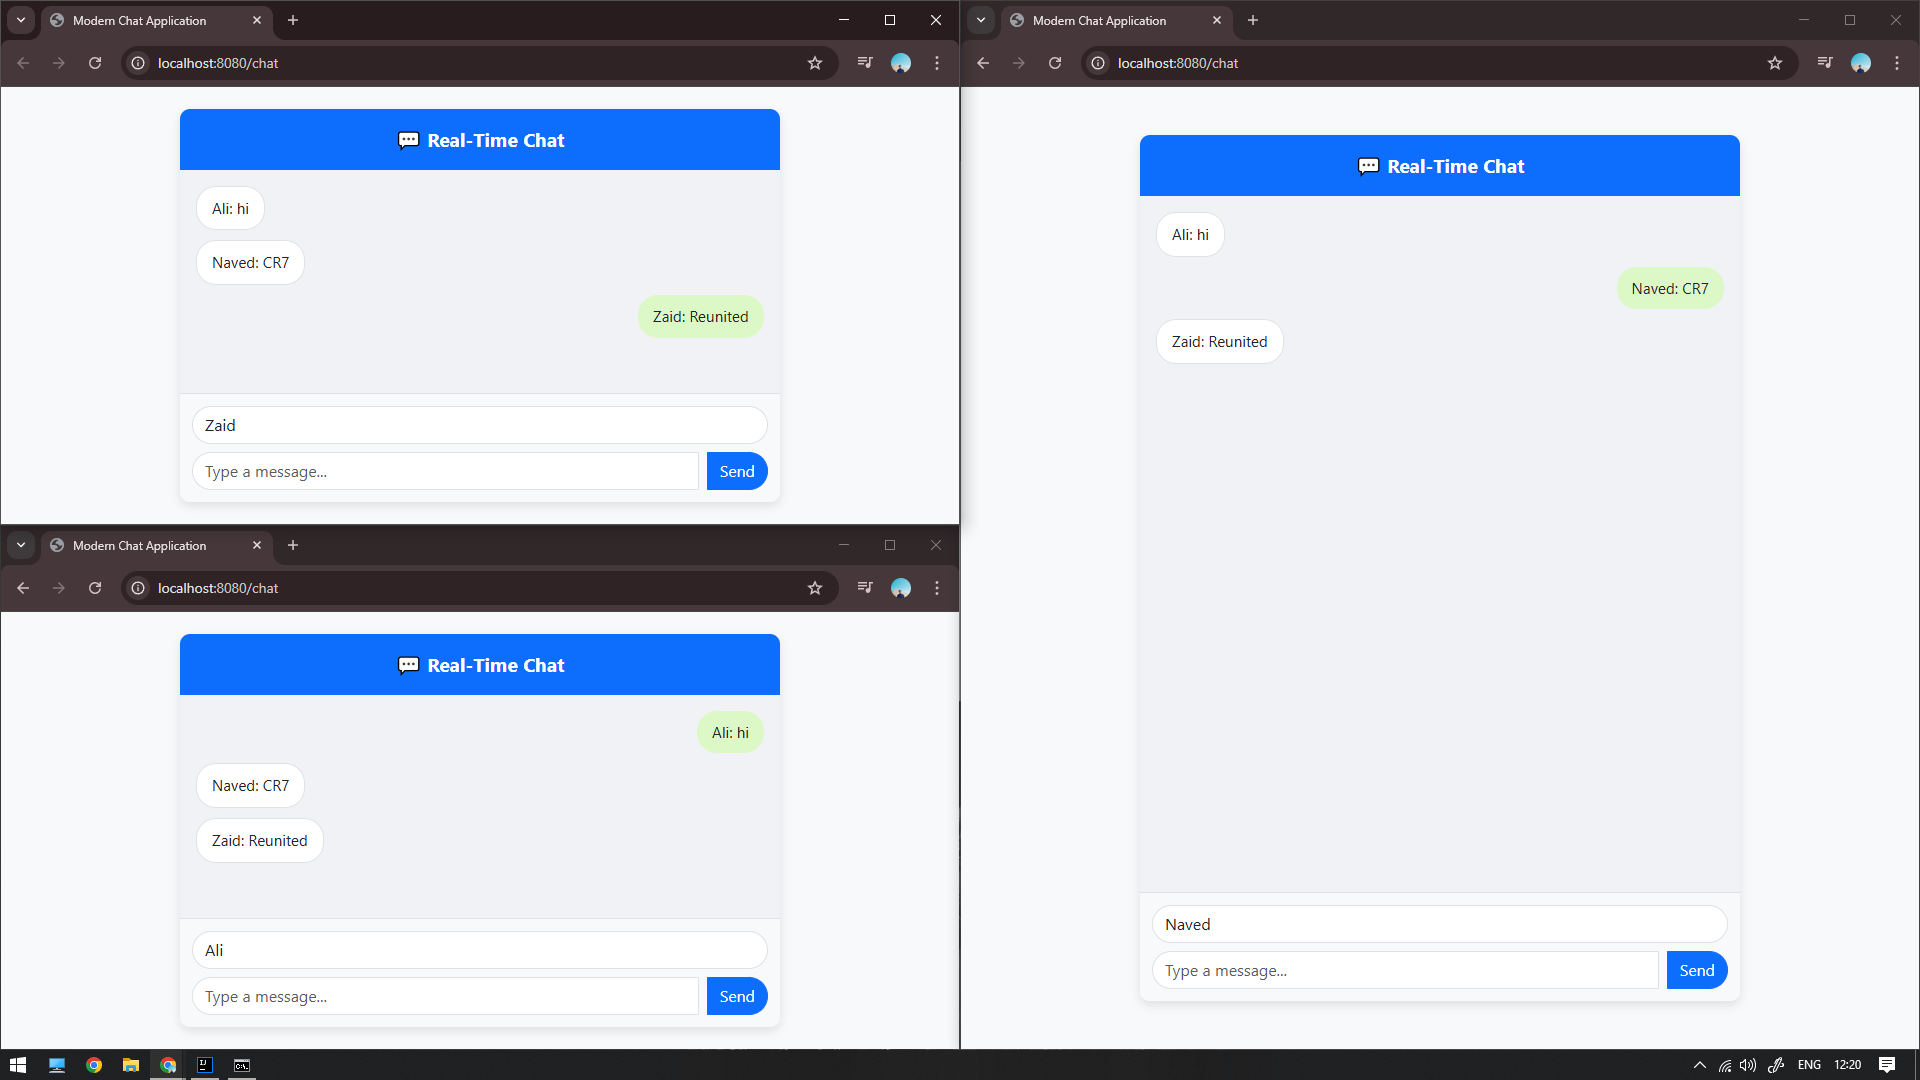 Modern Chat Application
localhost:8080/chat
💬 Real-Time Chat
Ali: hi
Naved: CR7
Zaid: Reunited
Zaid
Type a message...
Send
Modern Chat Application
localhost:8080/chat
💬 Real-Time Chat
Ali: hi
Naved: CR7
Zaid: Reunited
Ali
Type a message...
Send
Modern Chat Application
localhost:8080/chat
💬 Real-Time Chat
Ali: hi
Naved: CR7
Zaid: Reunited
Naved
Type a message...
Send
ENG 12:20